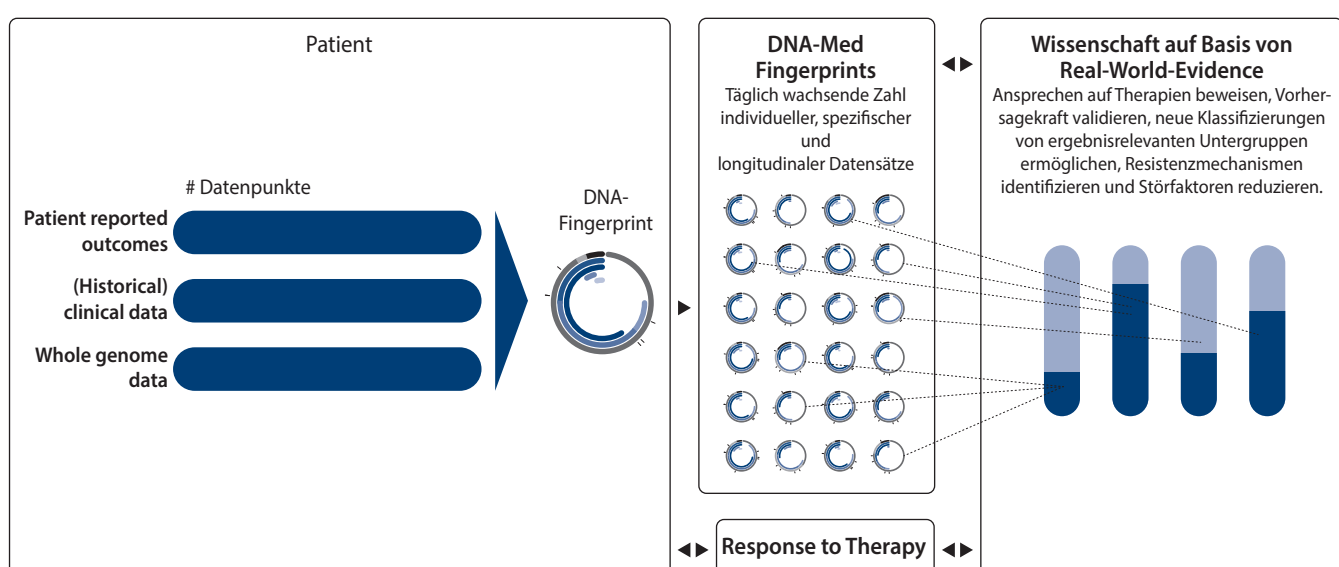 Patient
# Datenpunkte
Patient reported
outcomes
(Historical)
clinical data
Whole genome
data
DNA-
Fingerprint
DNA-Med
Fingerprints
Täglich wachsende Zahl
individueller, spezifischer
und
longitudinaler Datensätze
Wissenschaft auf Basis von
Real-World-Evidence
Ansprechen auf Therapien beweisen, Vorher-
sagekraft validieren, neue Klassifizierungen
von ergebnisrelevanten Untergruppen
ermöglichen, Resistenzmechanismen
identifizieren und Störfaktoren reduzieren.
Response to Therapy